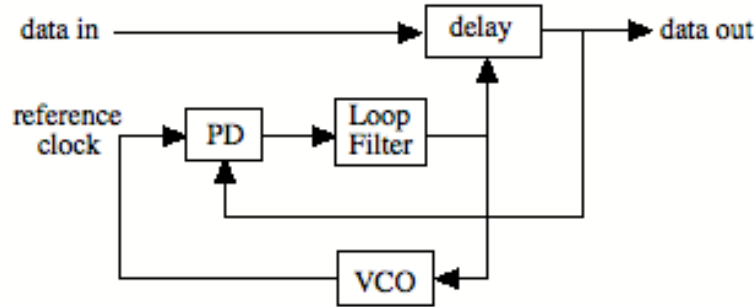 data in
delay
data out
reference
clock
PD
Loop
Filter
VCO